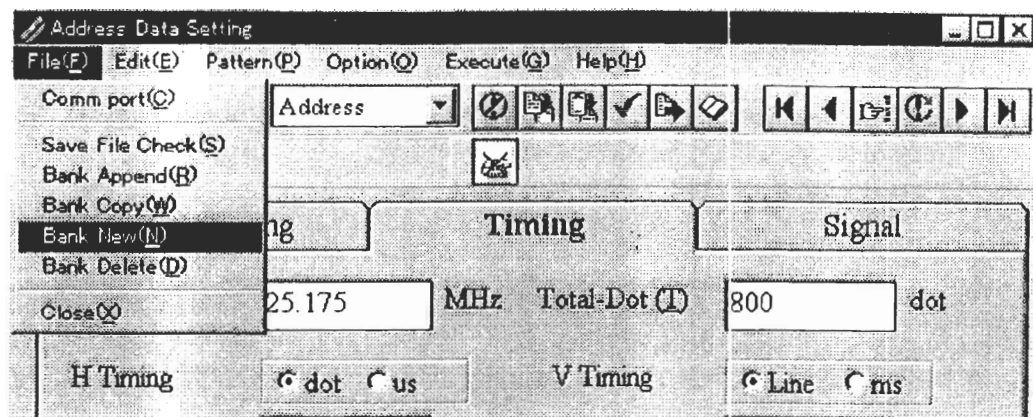 Address Data Setting
File(F) Edit(E) Pattern(P) Option(O) Execute(G) Help(H)
Comm port(C)
Address
Save File Check(S)
Bank Append(R)
Bank Copy(W)
Bank New(N)
Bank Delete(D)
Close(X)
ng Timing Signal
25.175 MHz Total-Dot (T) 800 dot
H Timing dot us V Timing Line ms